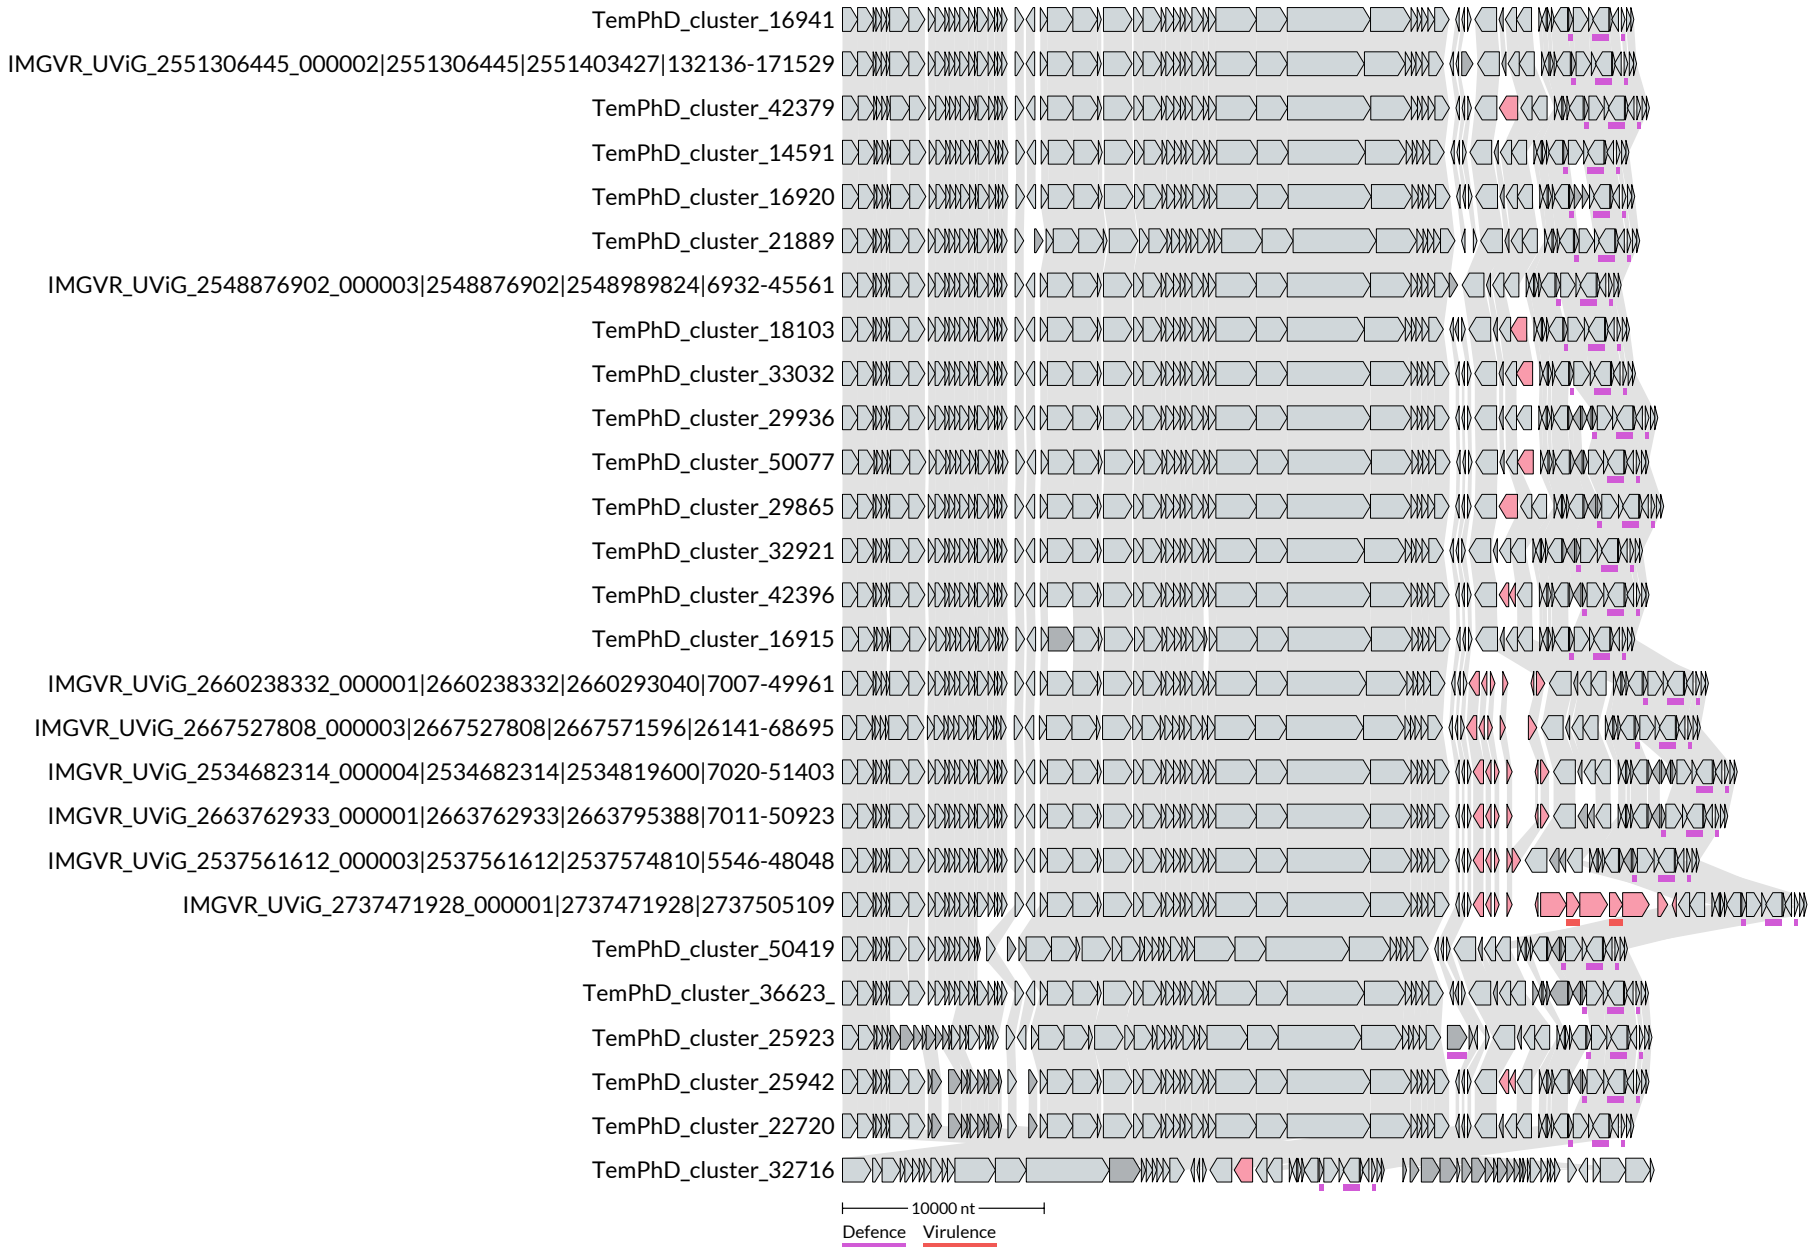 TemPhD_cluster_16941
IMGVR_UViG_2551306445_000002|2551306445|2551403427|132136-171529
TemPhD_cluster_42379
TemPhD_cluster_14591
TemPhD_cluster_16920
TemPhD_cluster_21889
IMGVR_UViG_2548876902_000003|2548876902|2548989824|6932-45561
TemPhD_cluster_18103
TemPhD_cluster_33032
TemPhD_cluster_29936
TemPhD_cluster_50077
TemPhD_cluster_29865
TemPhD_cluster_32921
TemPhD_cluster_42396
TemPhD_cluster_16915
IMGVR_UViG_2660238332_000001|2660238332|2660293040|7007-49961
IMGVR_UViG_2667527808_000003|2667527808|2667571596|26141-68695
IMGVR_UViG_2534682314_000004|2534682314|2534819600|7020-51403
IMGVR_UViG_2663762933_000001|2663762933|2663795388|7011-50923
IMGVR_UViG_2537561612_000003|2537561612|2537574810|5546-48048
IMGVR_UViG_2737471928_000001|2737471928|2737505109
TemPhD_cluster_50419
TemPhD_cluster_36623_
TemPhD_cluster_25923
TemPhD_cluster_25942
TemPhD_cluster_22720
TemPhD_cluster_32716
10000 nt
Defence Virulence